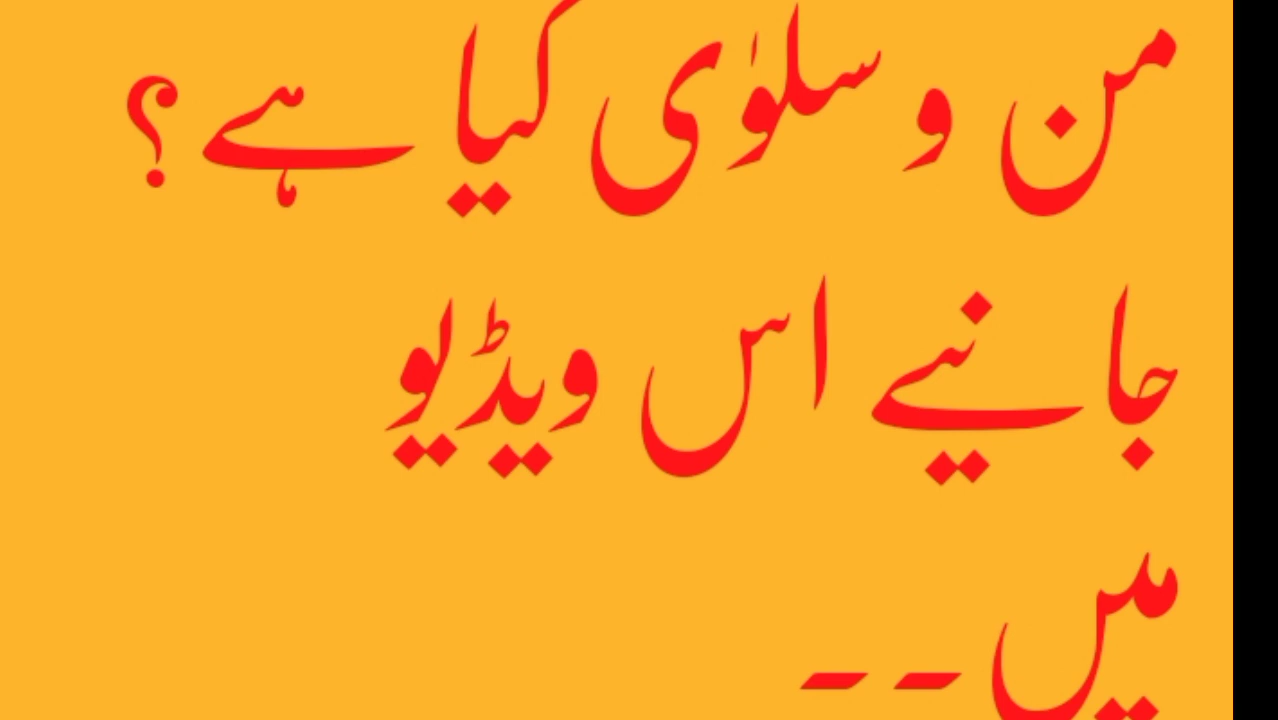 من و سلوٰی کیا ہے؟
جانیے اس ویڈیو
میں ۔۔